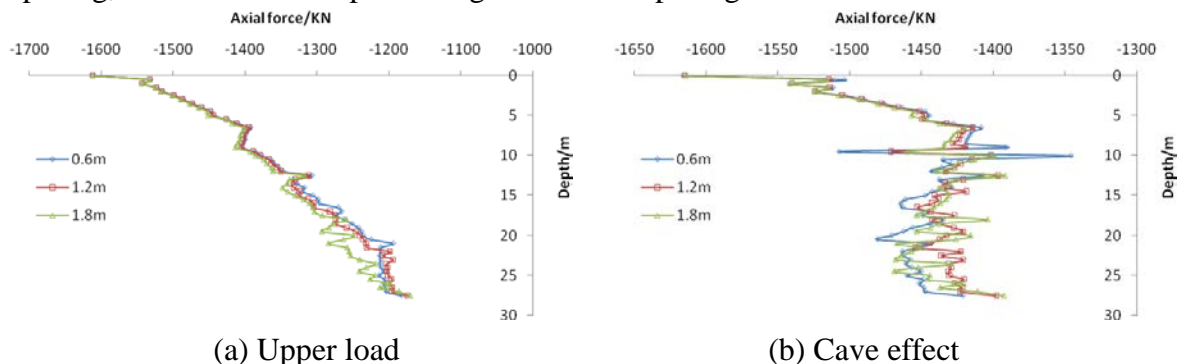 Axial force/KN
-1700 -1600 -1500 -1400 -1300 -1200 -1100 -1000
0
5
10
15
20
25
30
Depth/m
0.6m
1.2m
1.8m
(a) Upper load
Axial force/KN
-1650 -1600 -1550 -1500 -1450 -1400 -1350 -1300
0
5
10
15
20
25
30
Depth/m
0.6m
1.2m
1.8m
(b) Cave effect